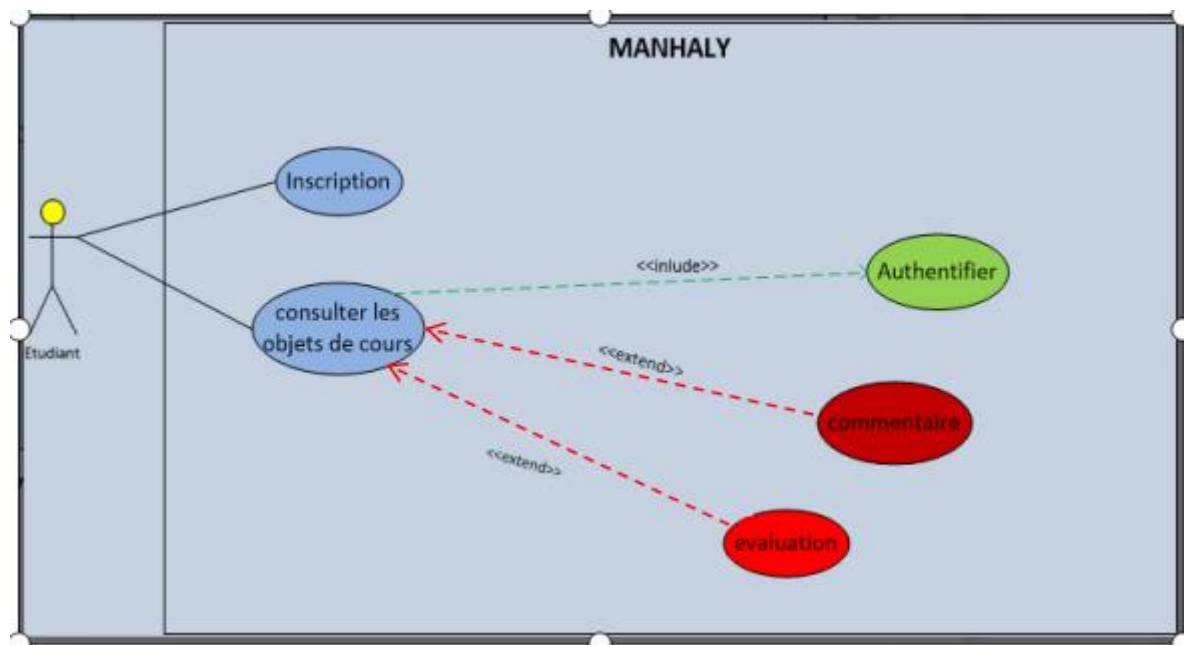 MANHALY
Inscription
<<inlude>>
Authentifier
consulter les
objets de cours
Etudiant
<<extend>>
commentaire
<<extend>>
evaluation